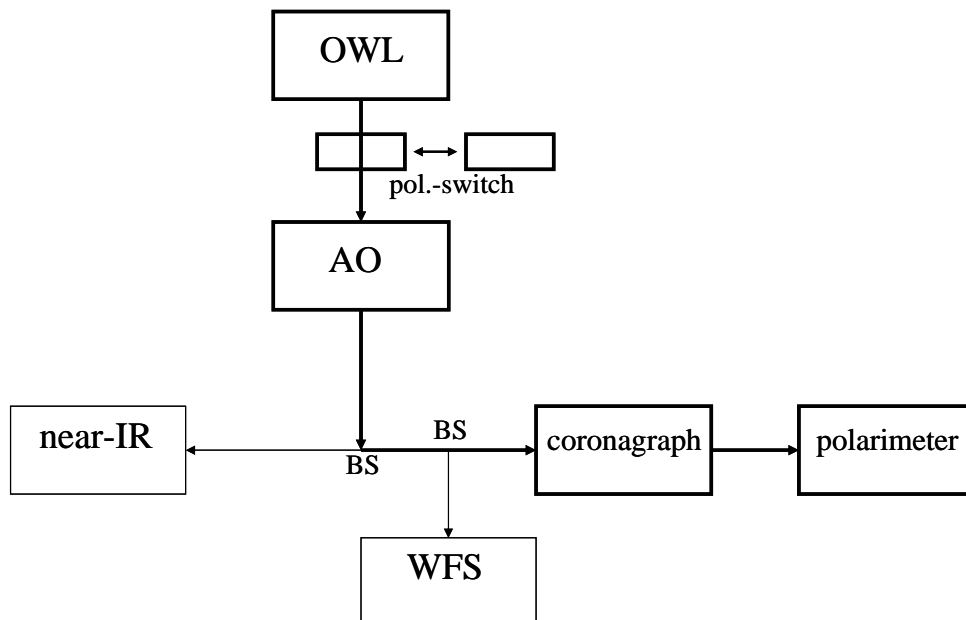 OWL
pol.-switch
AO
near-IR
BS
BS
coronagraph
polarimeter
WFS